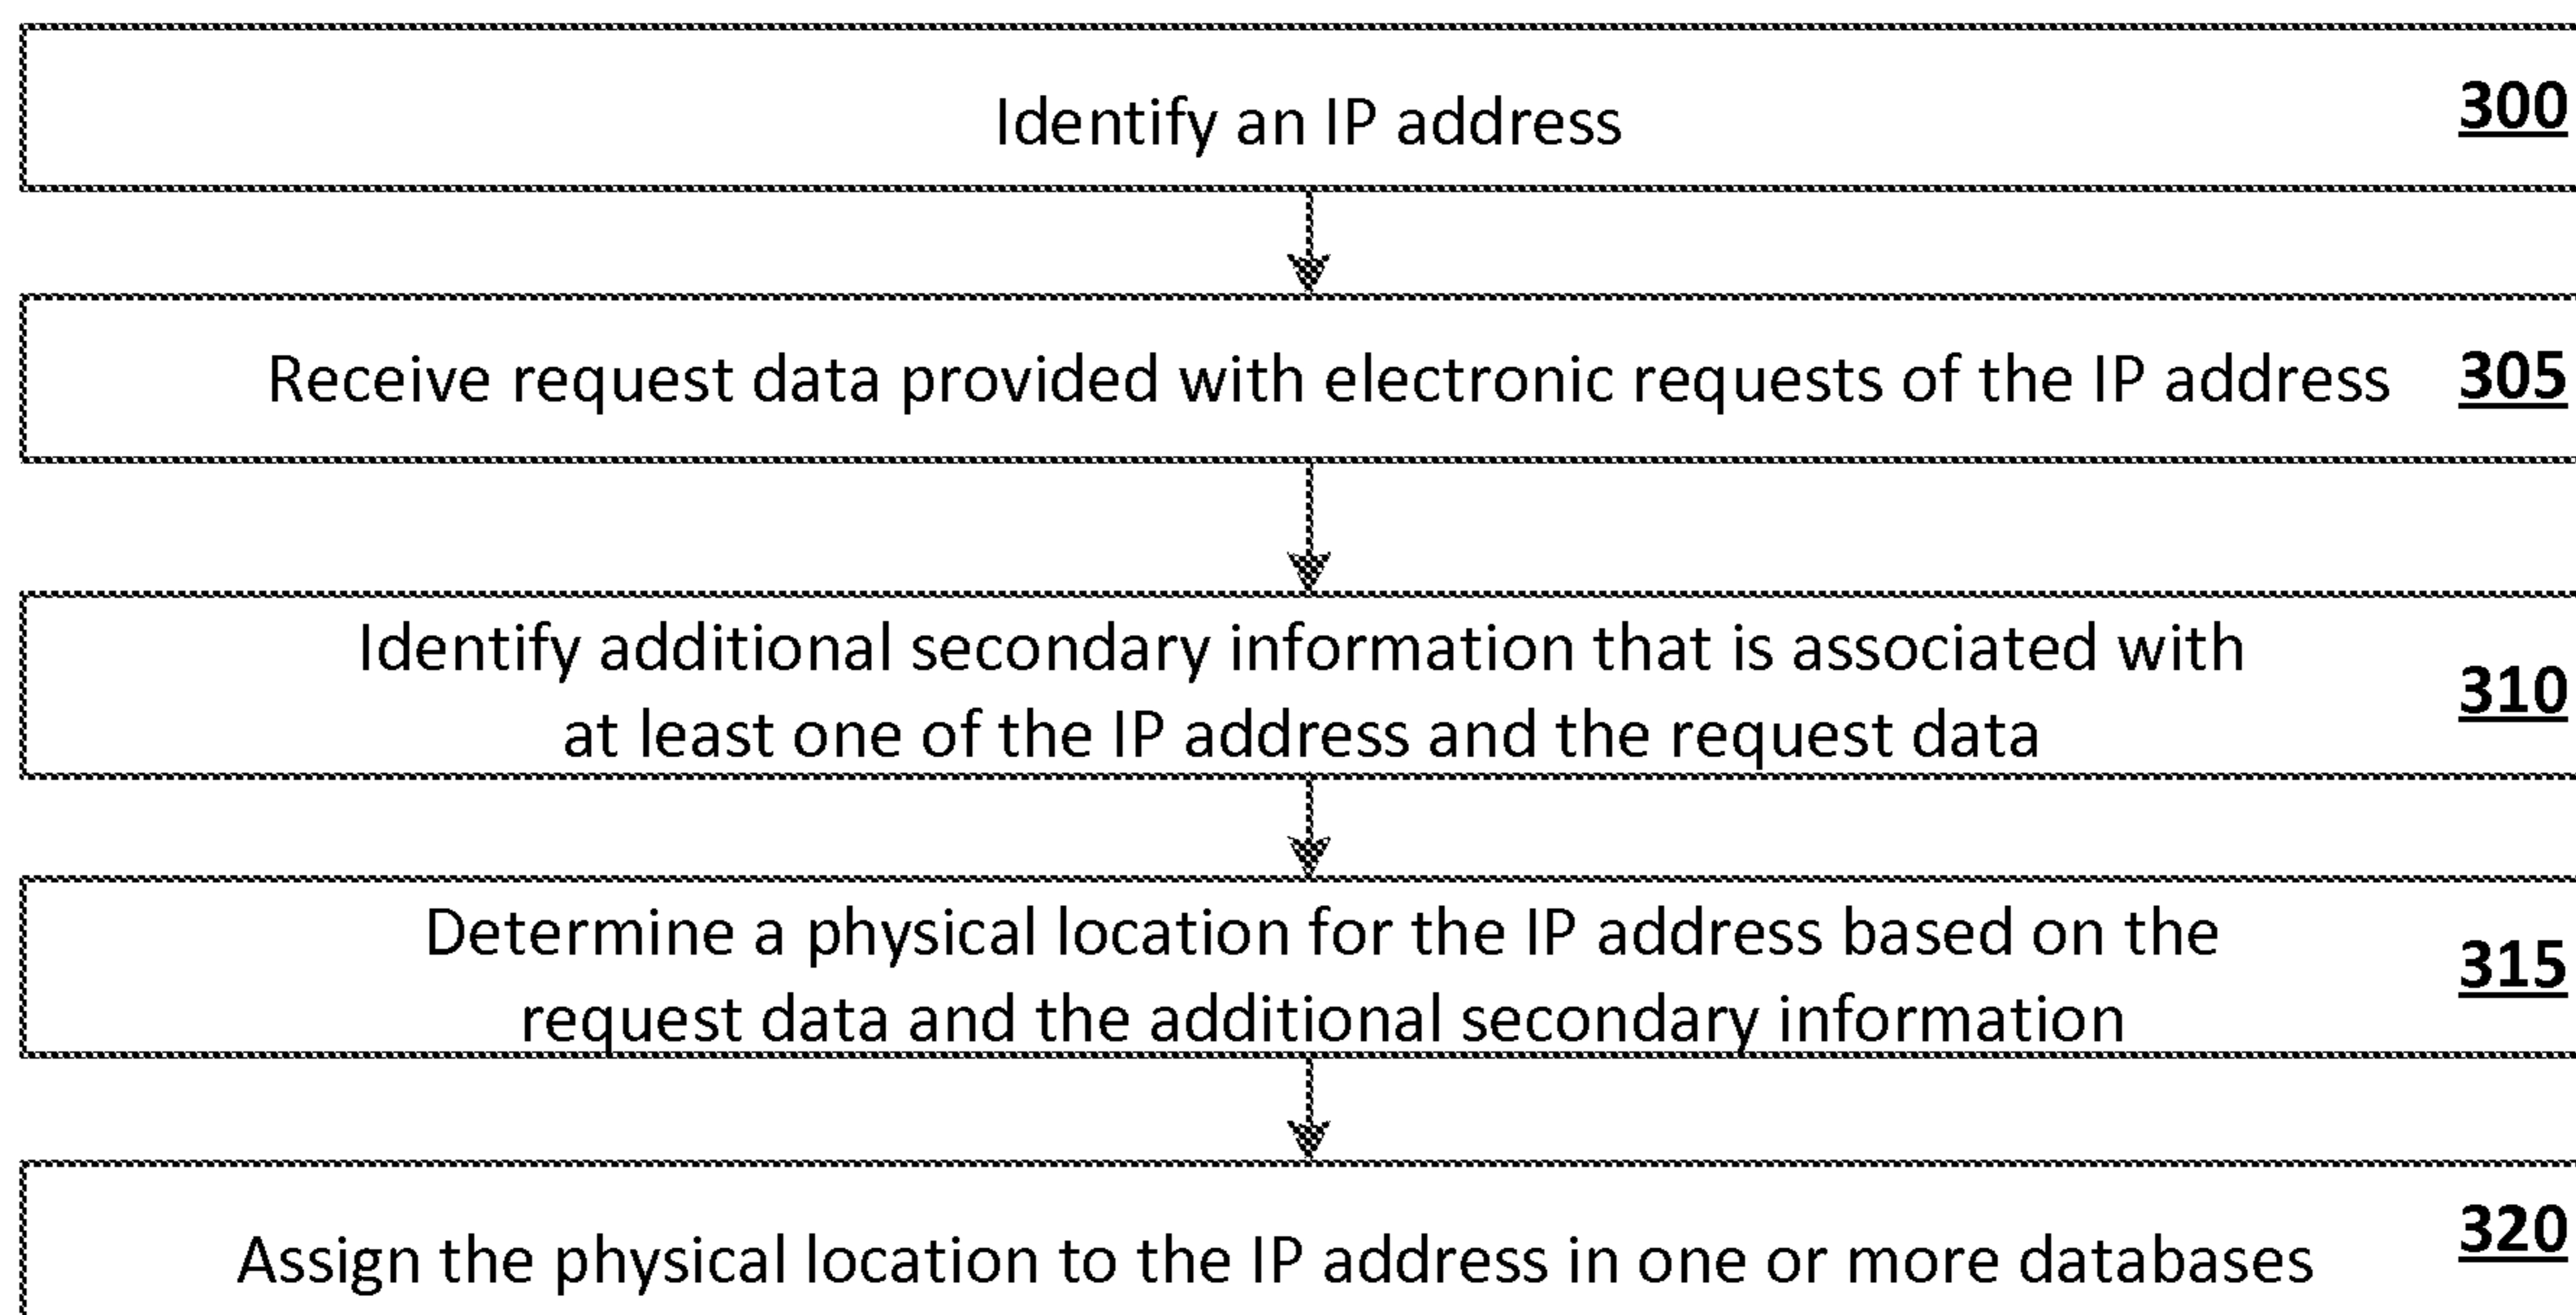 Identify an IP address 300
Receive request data provided with electronic requests of the IP address 305
Identify additional secondary information that is associated with
at least one of the IP address and the request data
310
Determine a physical location for the IP address based on the
request data and the additional secondary information
315
Assign the physical location to the IP address in one or more databases 320